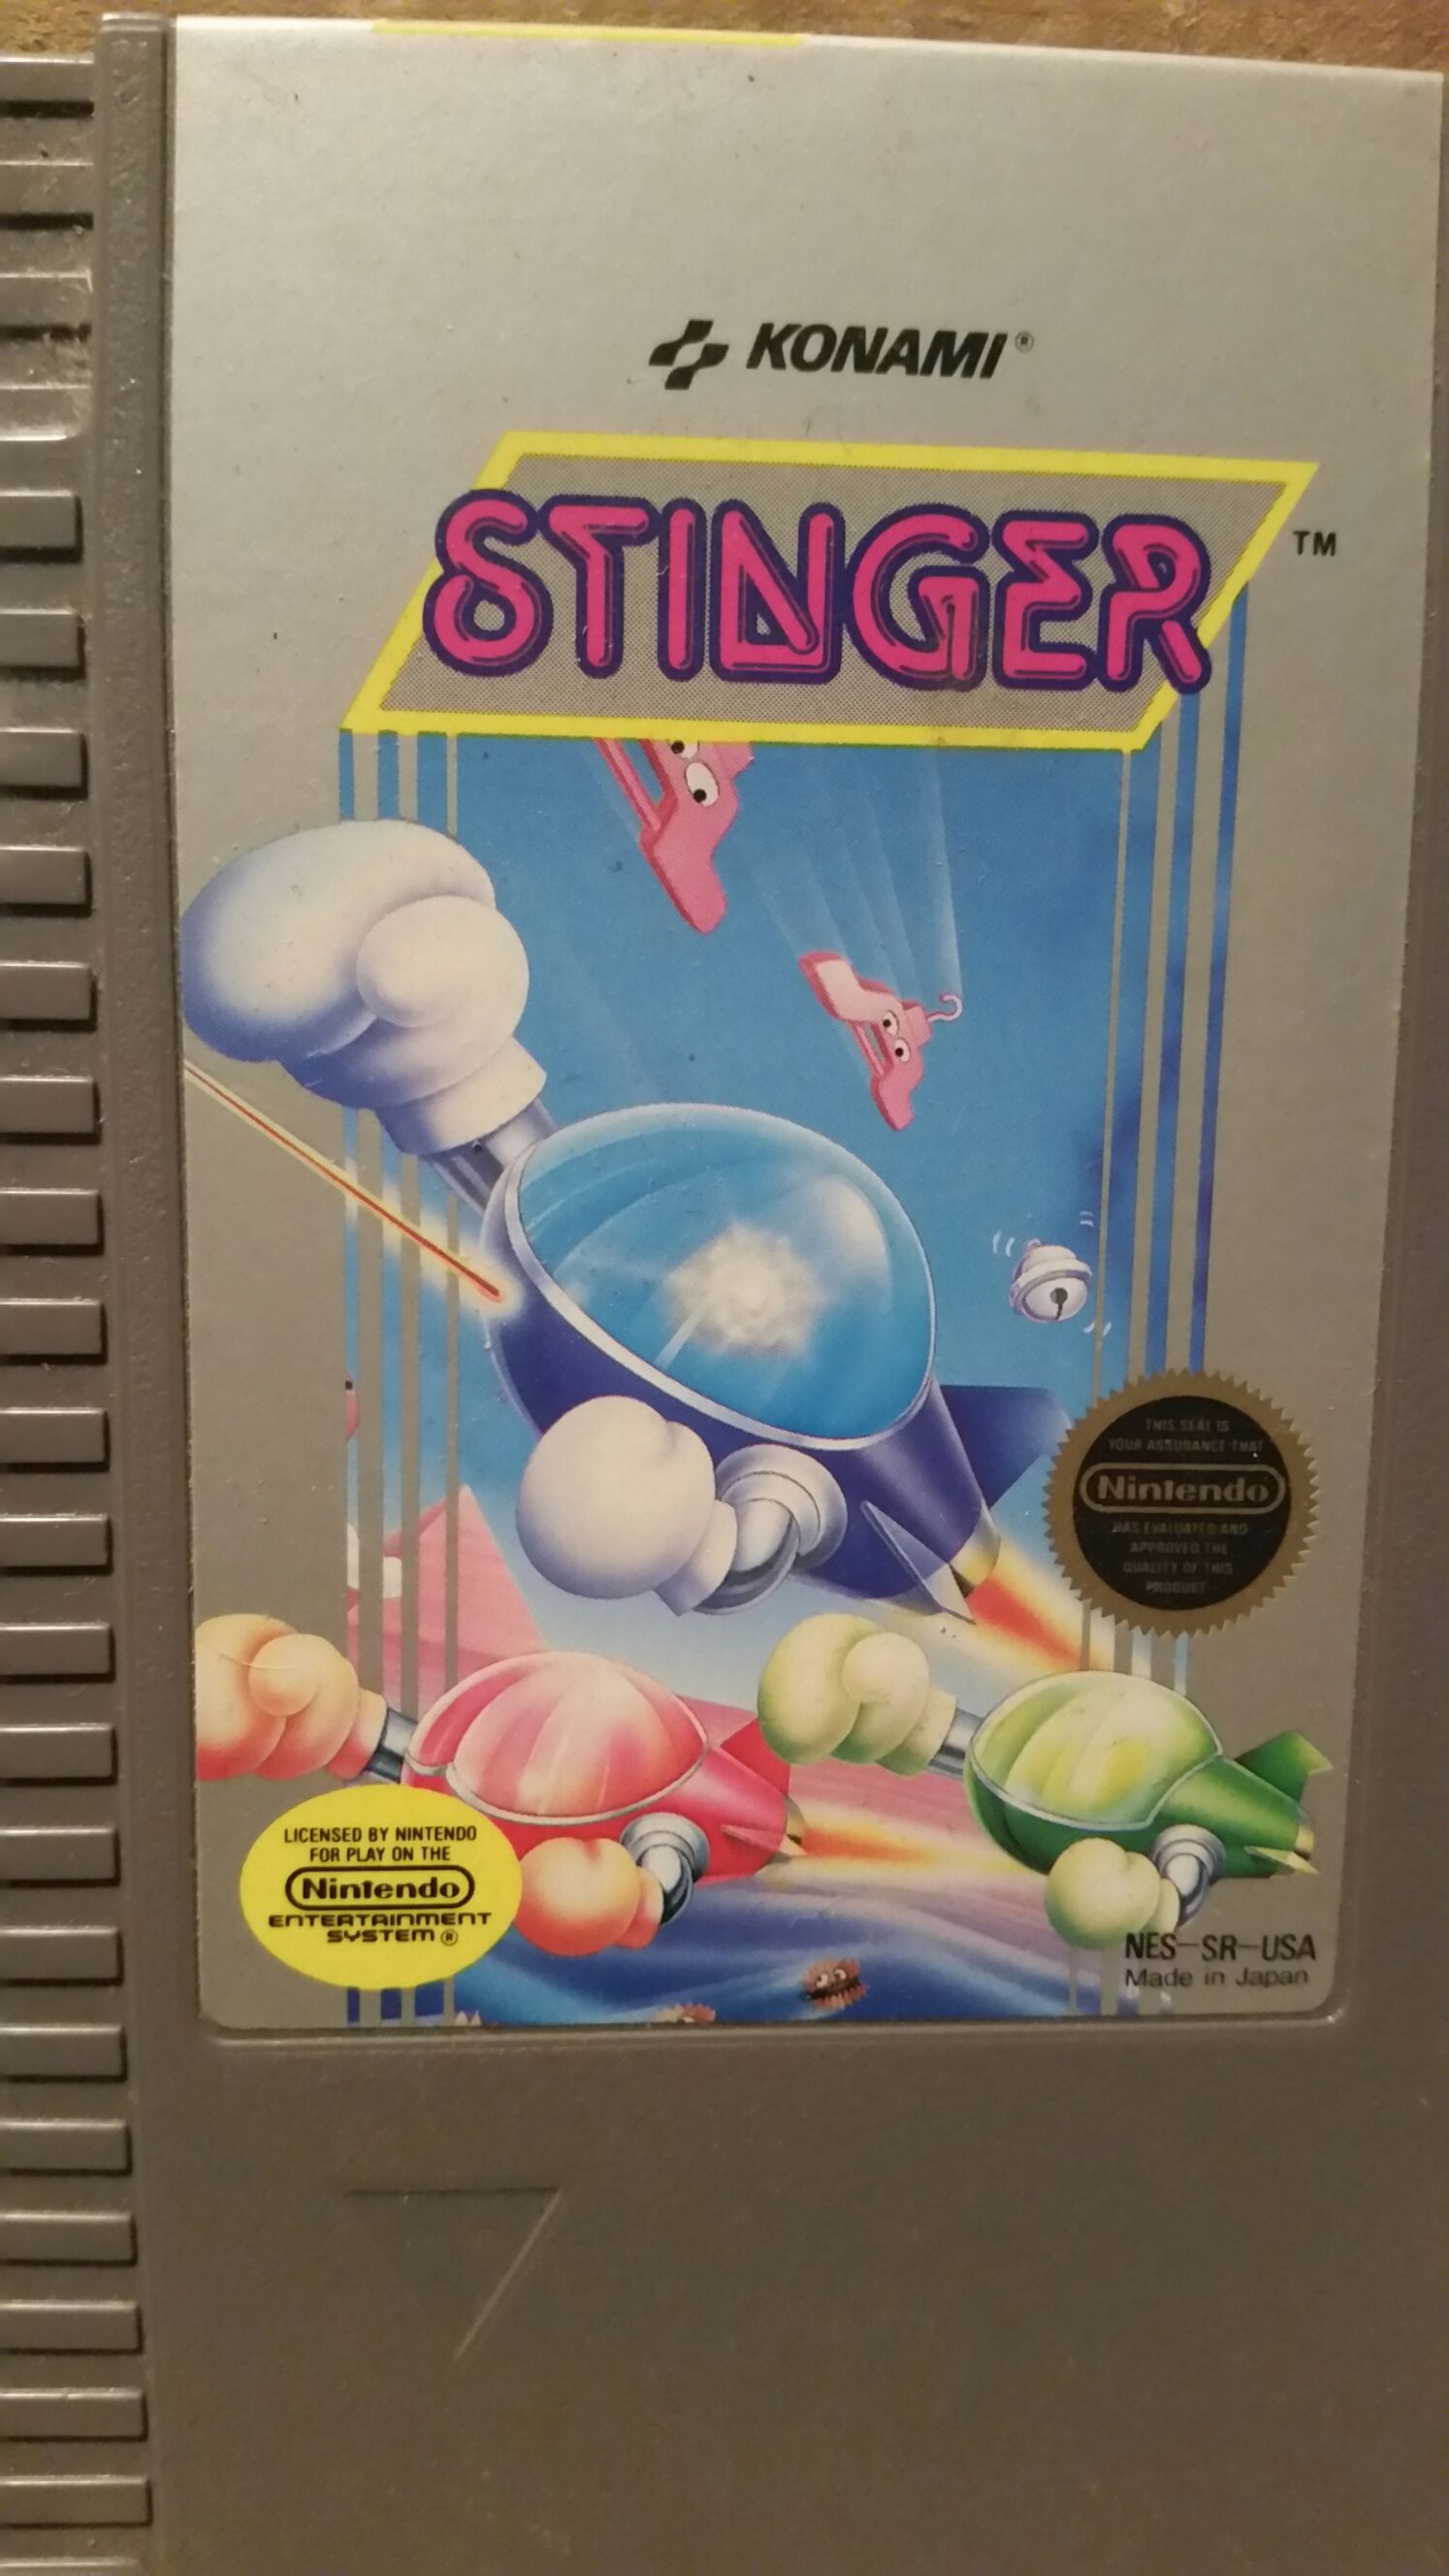 KONAMI®
STINGER
TM
THIS SEAL IS
YOUR ASSURANCE THAT
Nintendo
HAS EVALUATED AND
APPROVED THE
QUALITY OF THIS
PRODUCT
LICENSED BY NINTENDO
FOR PLAY ON THE
Nintendo
ENTERTAINMENT
SYSTEM®
NES-SR-USA
Made in Japan